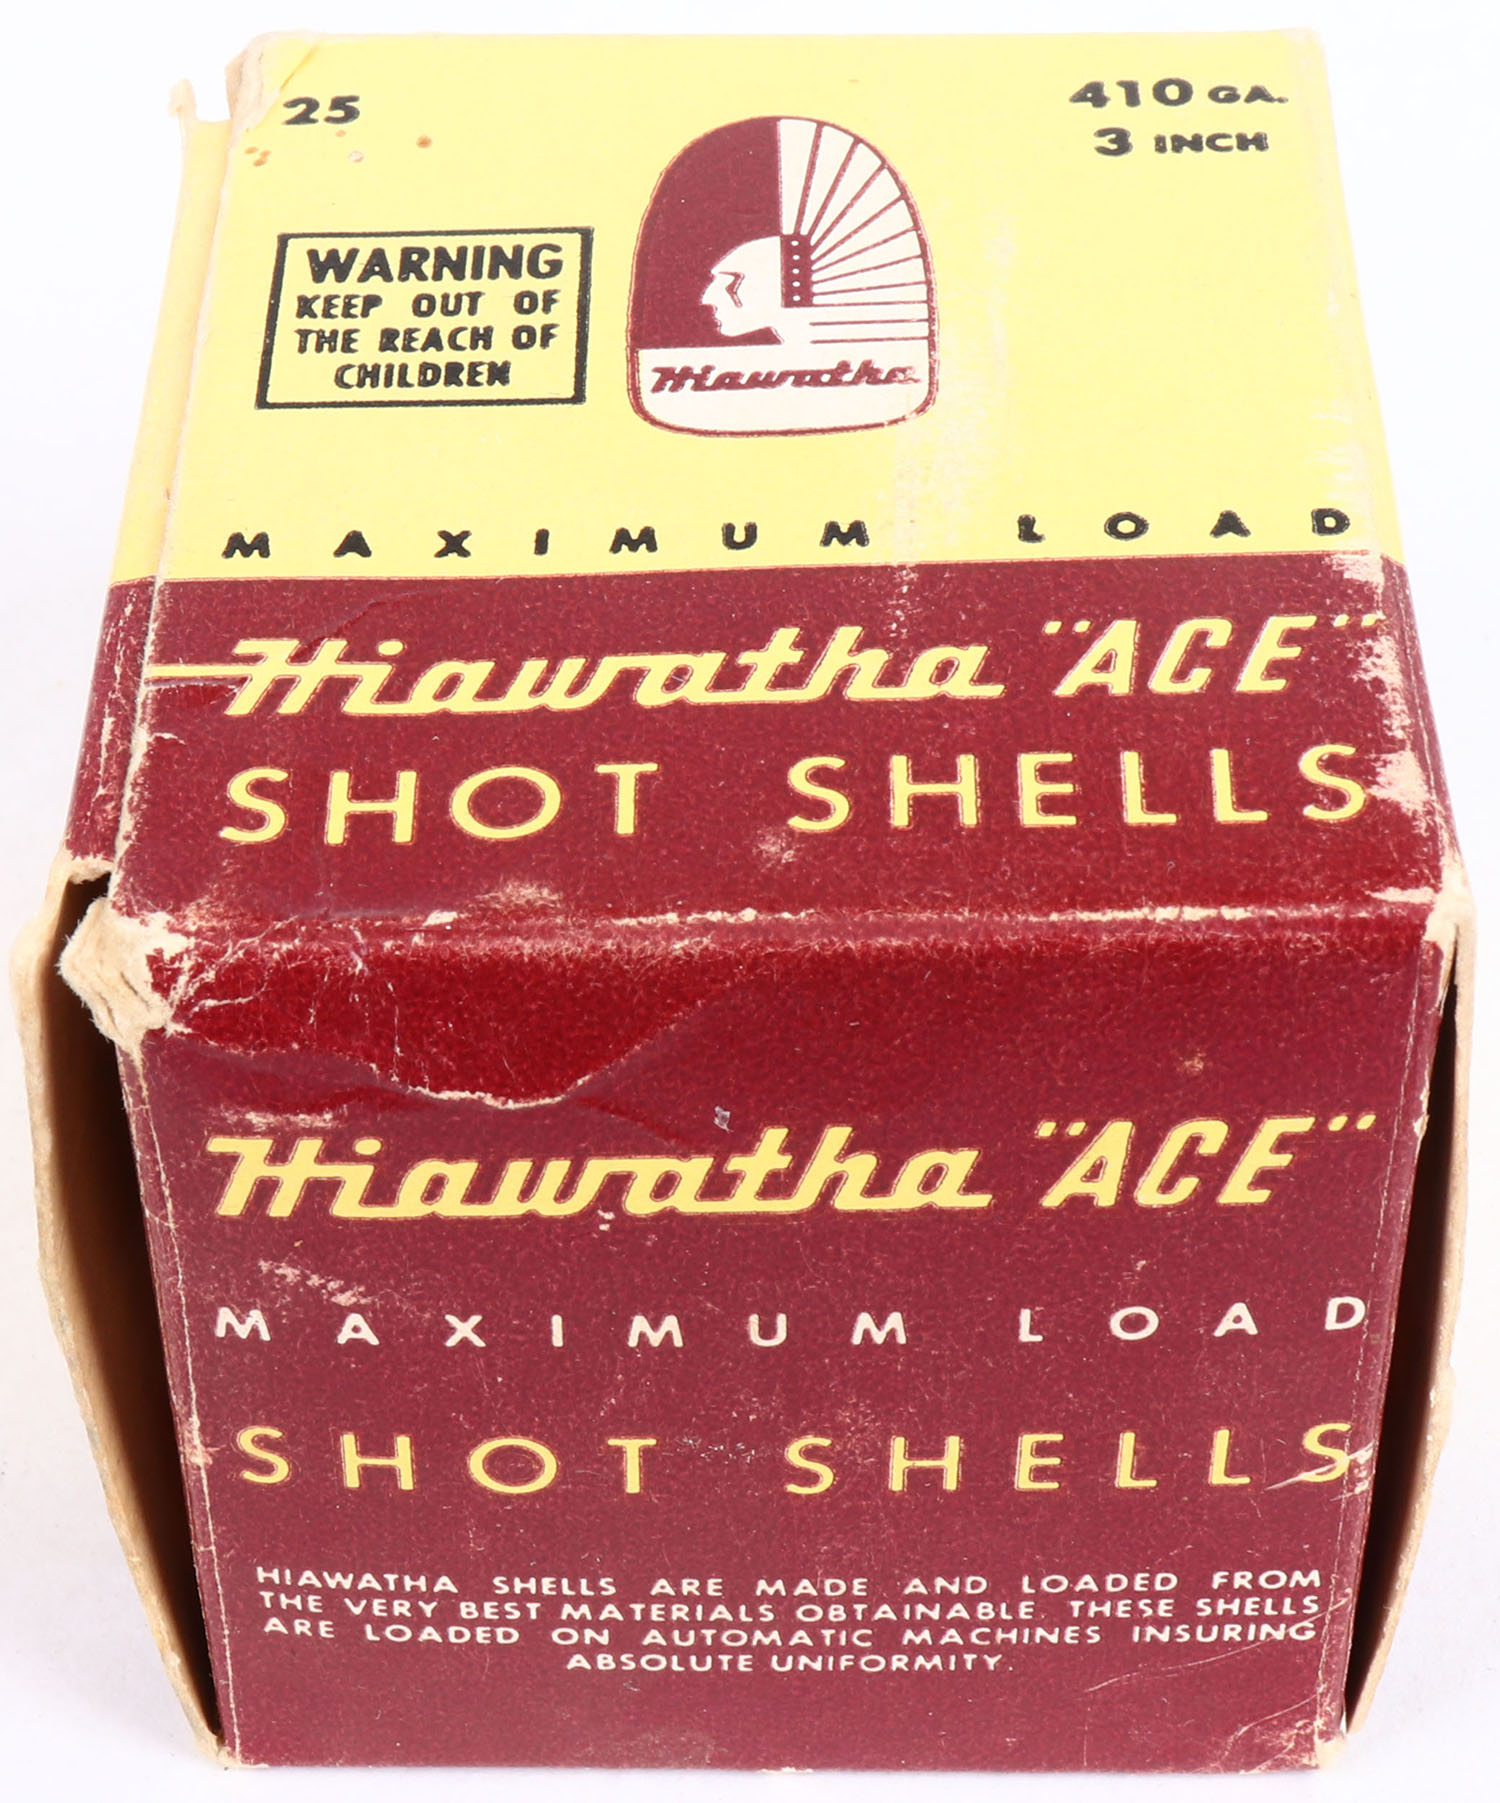 25
410 GA.
3 INCH
WARNING
KEEP OUT OF
THE REACH OF
CHILDREN
Hiawatha
MAXIMUM LOAD
Hiawatha "ACE"
SHOT SHELLS
Hiawatha "ACE"
MAXIMUM LOAD
SHOT SHELLS
HIAWATHA SHELLS ARE MADE AND LOADED FROM
THE VERY BEST MATERIALS OBTAINABLE. THESE SHELLS
ARE LOADED ON AUTOMATIC MACHINES INSURING
ABSOLUTE UNIFORMITY.